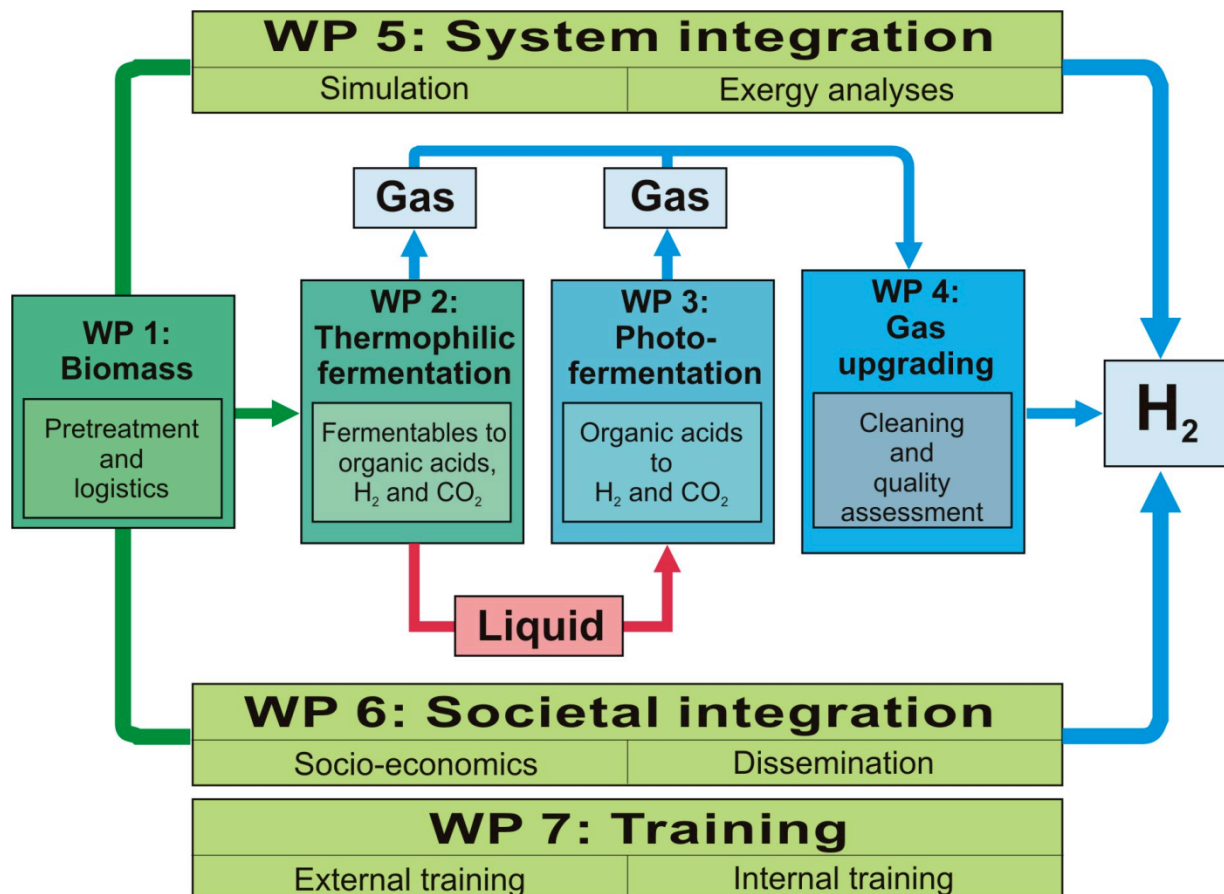 WP 5: System integration
Simulation
Exergy analyses
Gas
Gas
WP 1:
Biomass
Pretreatment
and
logistics
WP 2:
Thermophilic
fermentation
Fermentables to
organic acids,
H₂ and CO₂
WP 3:
Photo-
fermentation
Organic acids
to
H₂ and CO₂
WP 4:
Gas
upgrading
Cleaning
and
quality
assessment
H₂
Liquid
WP 6: Societal integration
Socio-economics
Dissemination
WP 7: Training
External training
Internal training